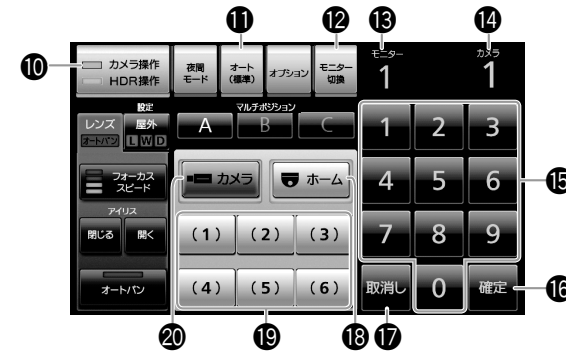 ⓫ ⓬ ⓭ ⓮
モニター カメラ
❿ カメラ操作 夜間 オート オプション モニター 1 1
HDR操作 モード (標準) 切換
設定 マルチポジション
レンズ 屋外 A B C 1 2 3
オートパン L W D
フォーカス カメラ ホーム 4 5 6 ⓯
スピード
アイリス
閉じる 開く (1) (2) (3) 7 8 9
オートパン (4) (5) (6) 取消し 0 確定 ⓰
⓴ ⓳ ⓲ ⓱